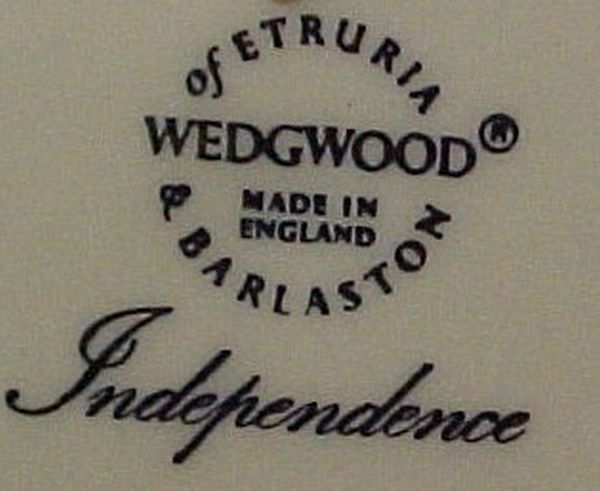 of ETRURIA
WEDGWOOD®
MADE IN
ENGLAND
& BARLASTON
Independence